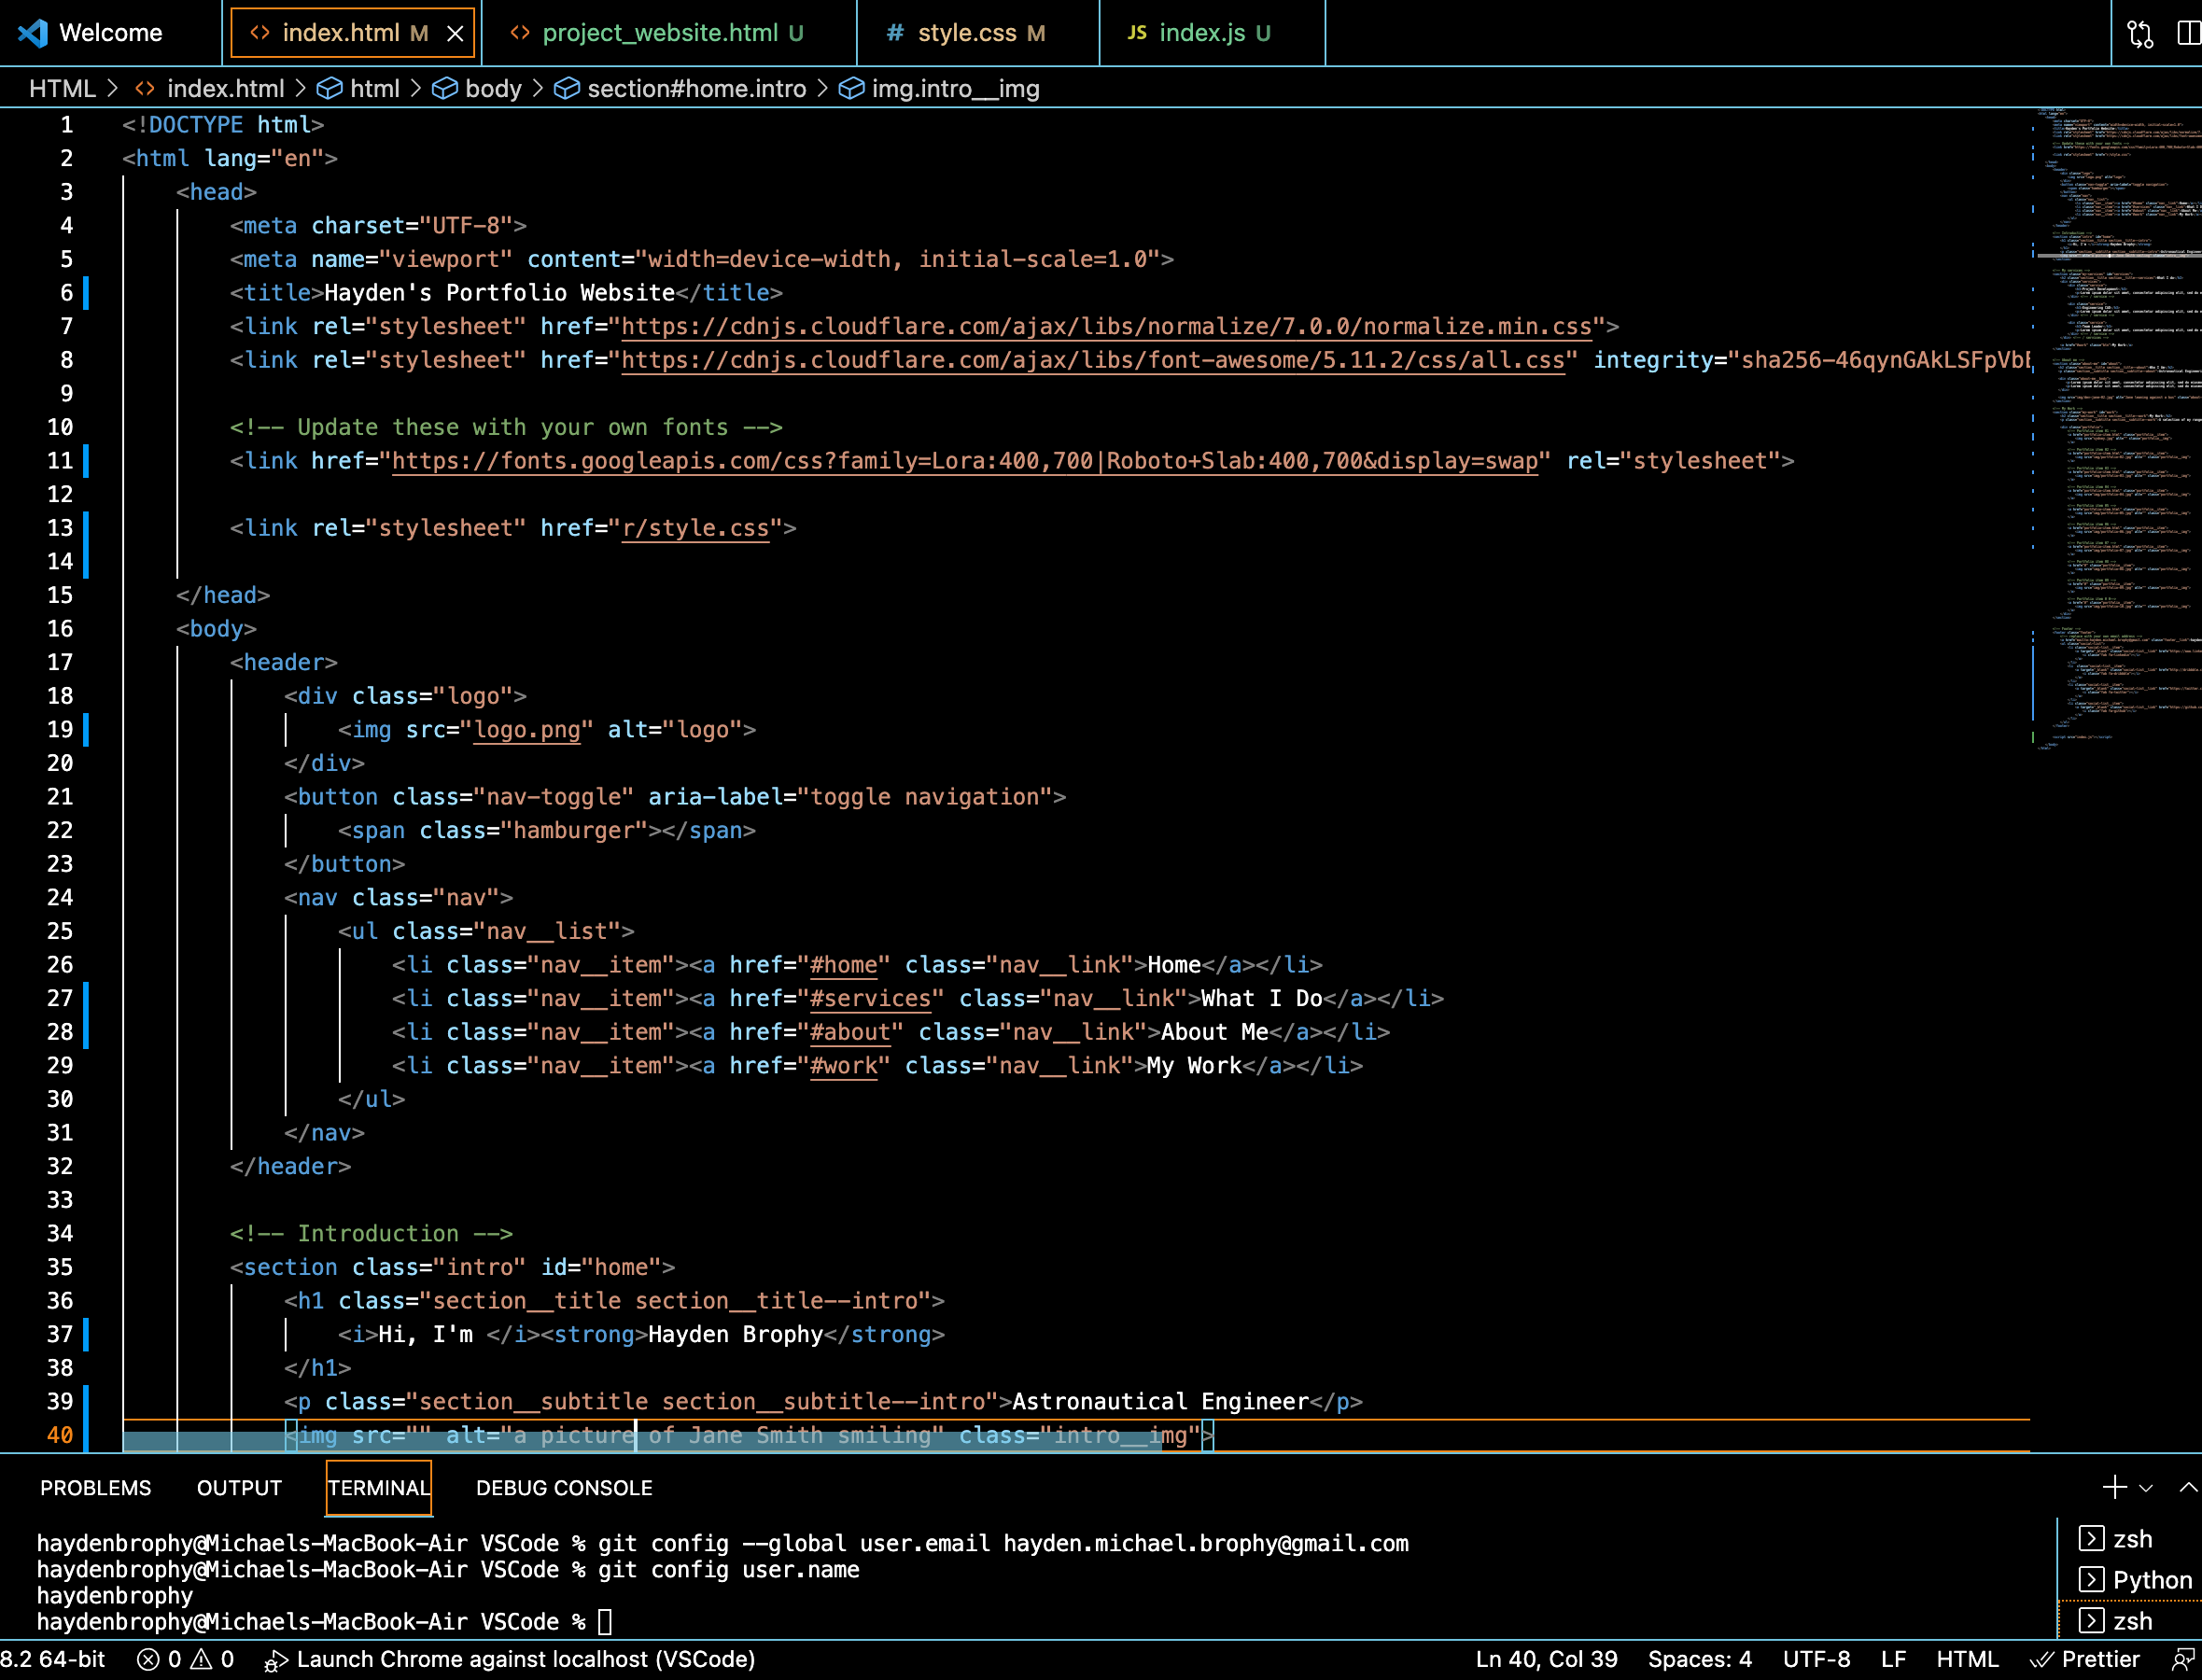 Welcome
index.html M
project_website.html U
# style.css M
JS index.js U
HTML > index.html > html > body > section#home.intro > img.intro__img
1 <!DOCTYPE html>
2 <html lang="en">
3 <head>
4 <meta charset="UTF-8">
5 <meta name="viewport" content="width=device-width, initial-scale=1.0">
6 <title>Hayden's Portfolio Website</title>
7 <link rel="stylesheet" href="https://cdnjs.cloudflare.com/ajax/libs/normalize/7.0.0/normalize.min.css">
8 <link rel="stylesheet" href="https://cdnjs.cloudflare.com/ajax/libs/font-awesome/5.11.2/css/all.css" integrity="sha256-46qynGAkLSFpVbE
9
10 <!-- Update these with your own fonts -->
11 <link href="https://fonts.googleapis.com/css?family=Lora:400,700|Roboto+Slab:400,700&display=swap" rel="stylesheet">
12
13 <link rel="stylesheet" href="r/style.css">
14
15 </head>
16 <body>
17 <header>
18 <div class="logo">
19 <img src="logo.png" alt="logo">
20 </div>
21 <button class="nav-toggle" aria-label="toggle navigation">
22 <span class="hamburger"></span>
23 </button>
24 <nav class="nav">
25 <ul class="nav__list">
26 <li class="nav__item"><a href="#home" class="nav__link">Home</a></li>
27 <li class="nav__item"><a href="#services" class="nav__link">What I Do</a></li>
28 <li class="nav__item"><a href="#about" class="nav__link">About Me</a></li>
29 <li class="nav__item"><a href="#work" class="nav__link">My Work</a></li>
30 </ul>
31 </nav>
32 </header>
33
34 <!-- Introduction -->
35 <section class="intro" id="home">
36 <h1 class="section__title section__title--intro">
37 <i>Hi, I'm </i><strong>Hayden Brophy</strong>
38 </h1>
39 <p class="section__subtitle section__subtitle--intro">Astronautical Engineer</p>
40 <img src="" alt="a picture of Jane Smith smiling" class="intro__img">
PROBLEMS OUTPUT TERMINAL DEBUG CONSOLE
haydenbrophy@Michaels-MacBook-Air VSCode % git config --global user.email hayden.michael.brophy@gmail.com
haydenbrophy@Michaels-MacBook-Air VSCode % git config user.name
haydenbrophy
haydenbrophy@Michaels-MacBook-Air VSCode %
zsh
Python
zsh
8.2 64-bit 0 0 Launch Chrome against localhost (VSCode) Ln 40, Col 39 Spaces: 4 UTF-8 LF HTML Prettier